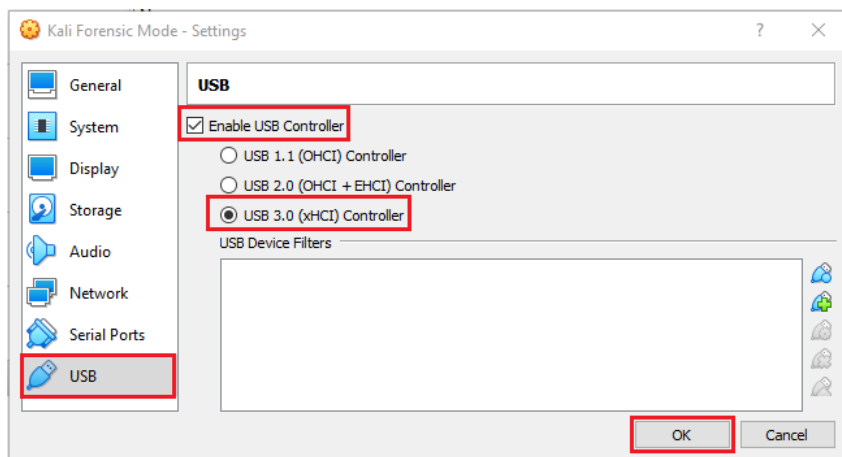 Kali Forensic Mode - Settings
?
General
System
Display
Storage
Audio
Network
Serial Ports
USB
USB
Enable USB Controller
USB 1.1 (OHCI) Controller
USB 2.0 (OHCI + EHCI) Controller
USB 3.0 (xHCI) Controller
USB Device Filters
OK
Cancel